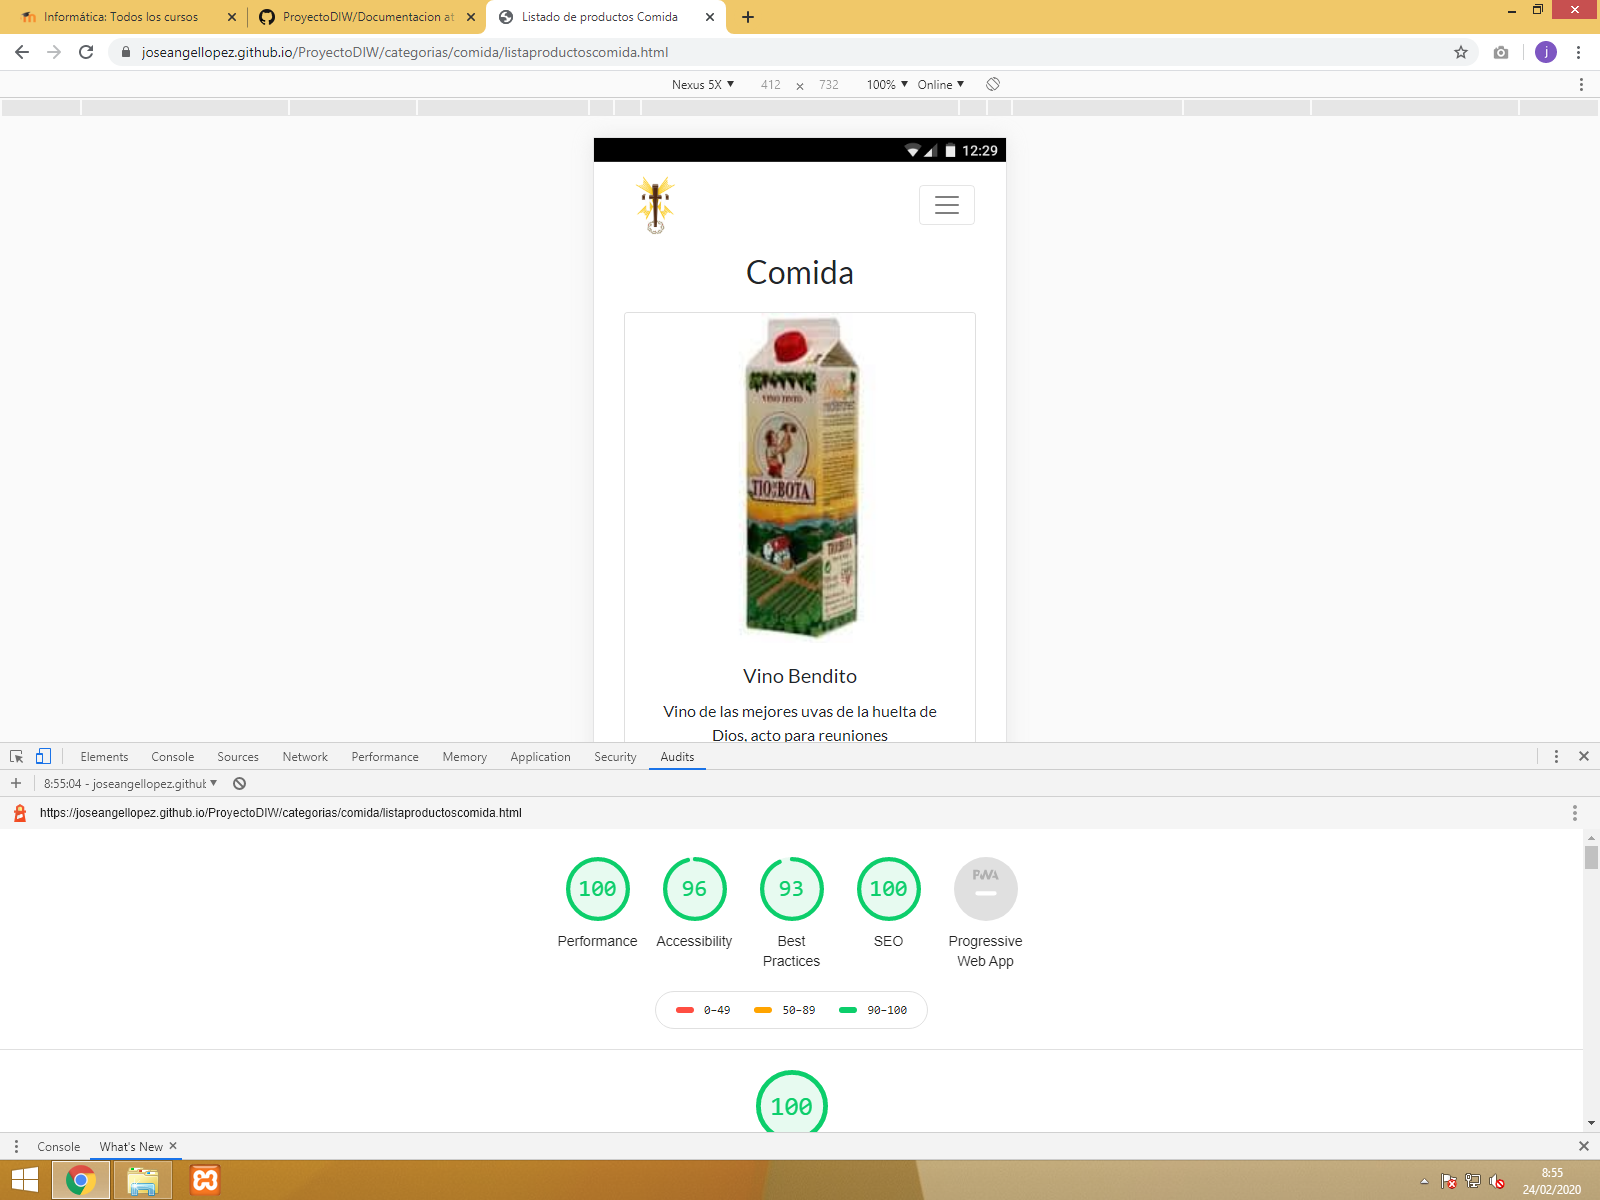 Informática: Todos los cursos
ProyectoDIW/Documentacion at
Listado de productos Comida
joseangellopez.github.io/ProyectoDIW/categorias/comida/listaproductoscomida.html
j
Nexus 5X 412 × 732 100% Online
12:29
Comida
VINO TINTO
TIO DE LA BOTA
Vino Bendito
Vino de las mejores uvas de la huelta de
Dios, acto para reuniones
Elements Console Sources Network Performance Memory Application Security Audits
8:55:04 - joseangellopez.github
https://joseangellopez.github.io/ProyectoDIW/categorias/comida/listaproductoscomida.html
100 96 93 100 PWA
Performance Accessibility Best Practices SEO Progressive Web App
0–49 50–89 90–100
100
Console What's New
8:55
24/02/2020